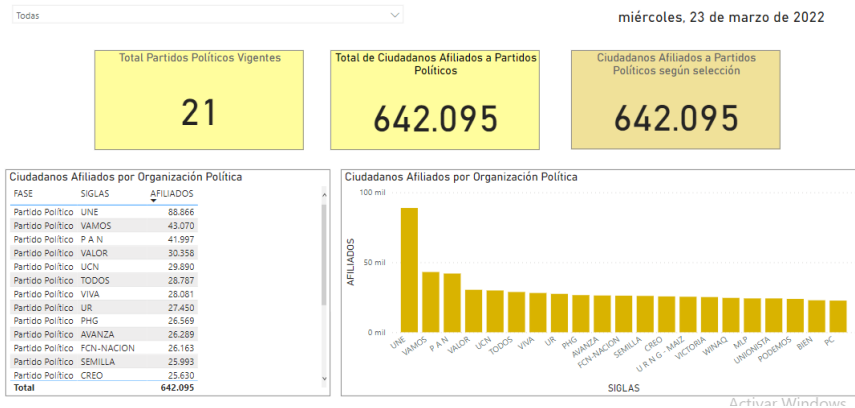 Todas
miércoles, 23 de marzo de 2022
Total Partidos Políticos Vigentes
21
Total de Ciudadanos Afiliados a Partidos
Políticos
642.095
Ciudadanos Afiliados a Partidos
Políticos según selección
642.095
Ciudadanos Afiliados por Organización Política
FASE SIGLAS AFILIADOS
Partido Político UNE 88.866
Partido Político VAMOS 43.070
Partido Político P A N 41.997
Partido Político VALOR 30.358
Partido Político UCN 29.890
Partido Político TODOS 28.787
Partido Político VIVA 28.081
Partido Político UR 27.450
Partido Político PHG 26.569
Partido Político AVANZA 26.289
Partido Político FCN-NACION 26.163
Partido Político SEMILLA 25.993
Partido Político CREO 25.630
Total 642.095
Ciudadanos Afiliados por Organización Política
100 mil
50 mil
0 mil
AFILIADOS
UNE VAMOS P A N VALOR UCN TODOS VIVA UR PHG AVANZA FCN-NACION SEMILLA CREO U R N G - MAIZ VICTORIA WINAQ MLP UNIONISTA PODEMOS BIEN PC
SIGLAS
Activar Windows